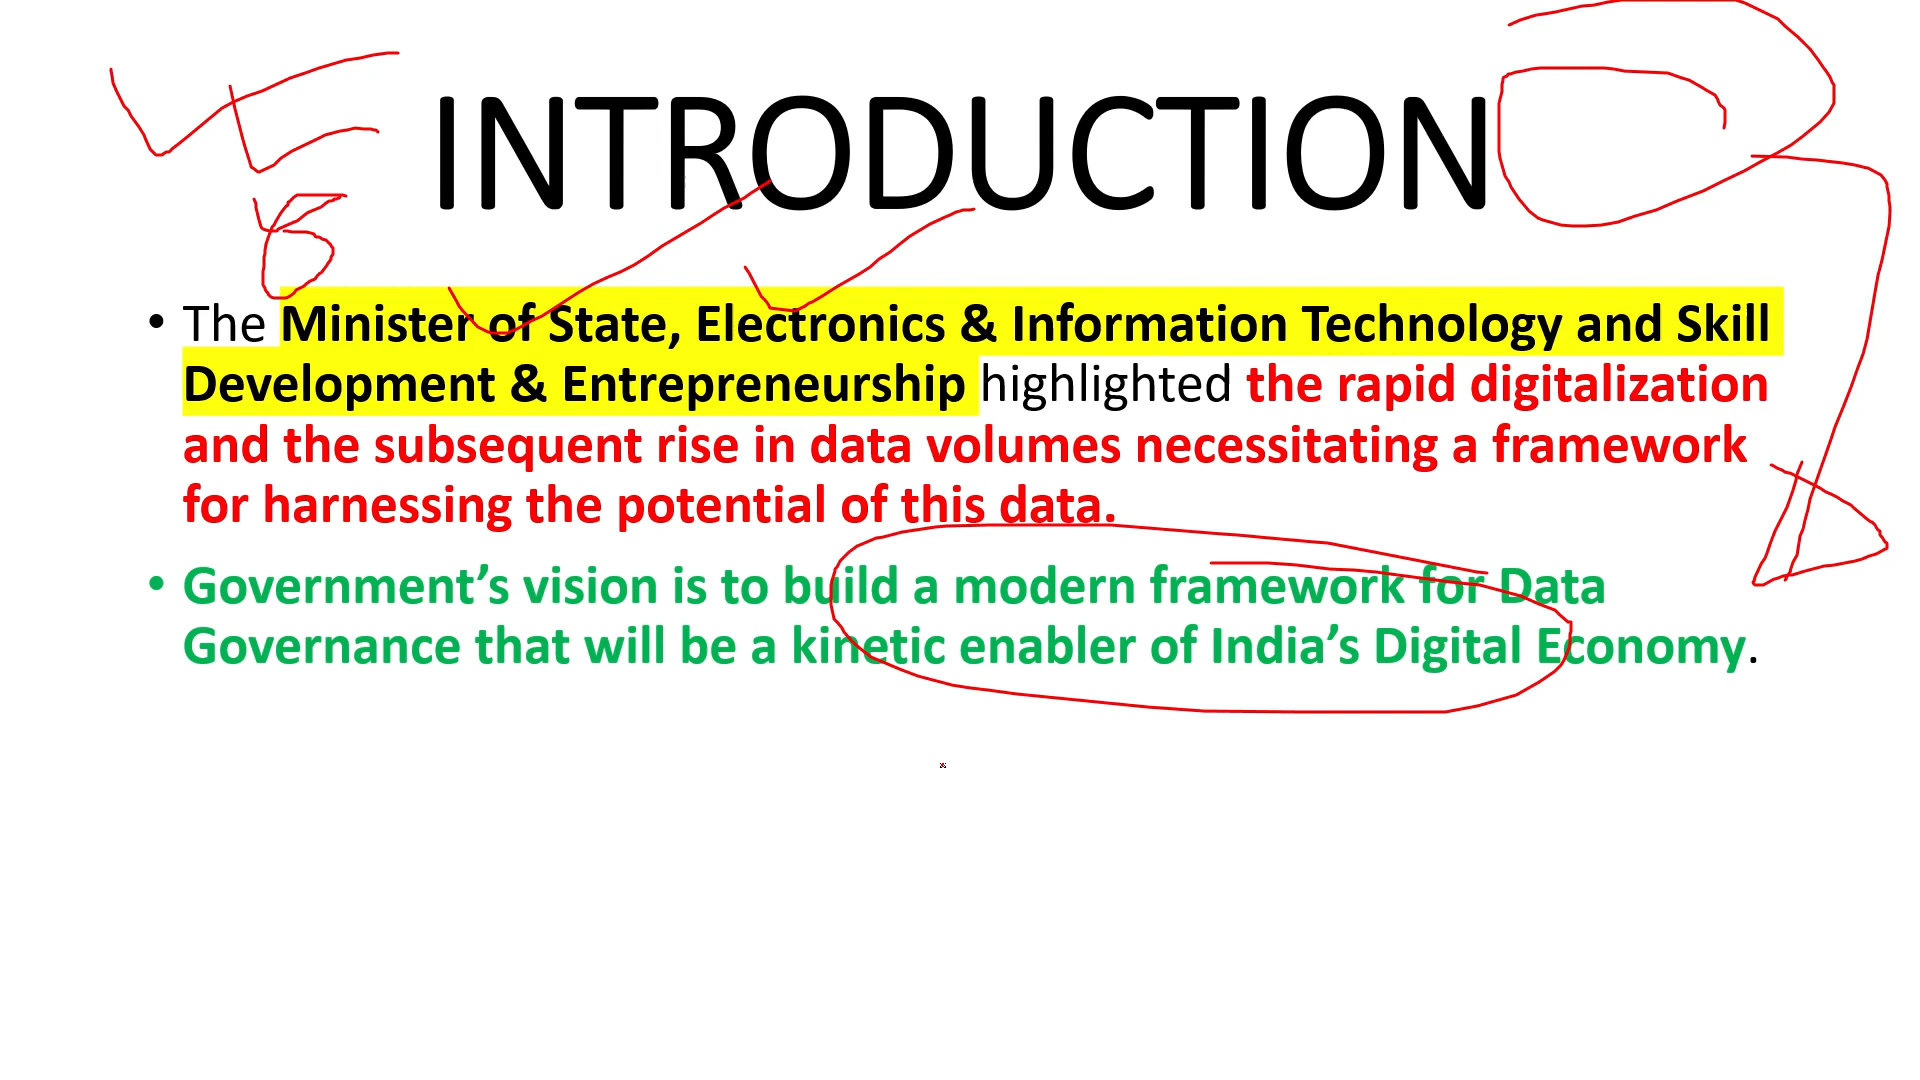 INTRODUCTION
• The Minister of State, Electronics & Information Technology and Skill
Development & Entrepreneurship highlighted the rapid digitalization
and the subsequent rise in data volumes necessitating a framework
for harnessing the potential of this data.
• Government’s vision is to build a modern framework for Data
Governance that will be a kinetic enabler of India’s Digital Economy.